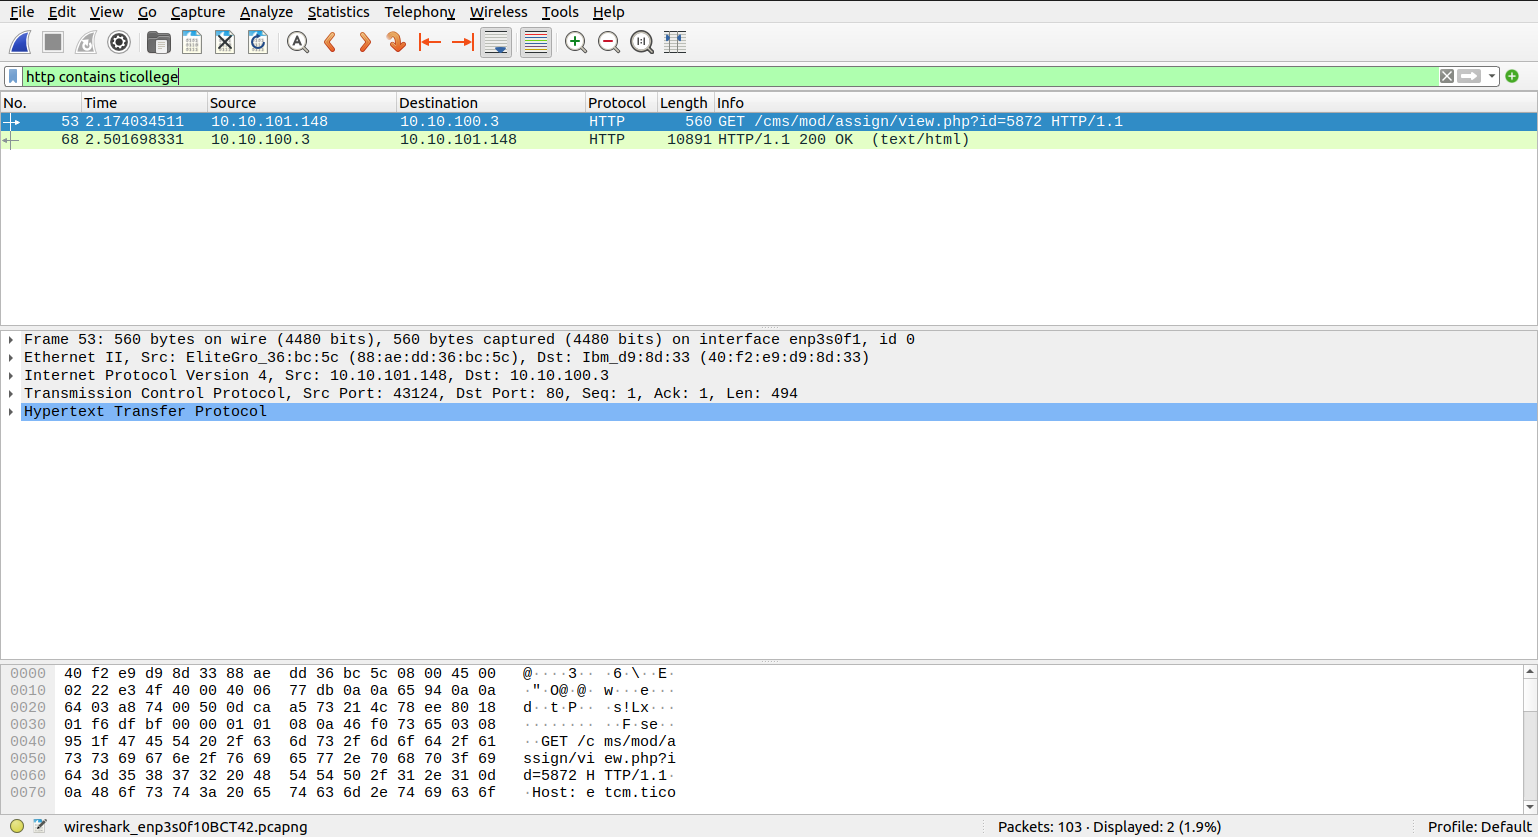 File Edit View Go Capture Analyze Statistics Telephony Wireless Tools Help
http contains ticollege
No. Time Source Destination Protocol Length Info
53 2.174034511 10.10.101.148 10.10.100.3 HTTP 560 GET /cms/mod/assign/view.php?id=5872 HTTP/1.1
68 2.501698331 10.10.100.3 10.10.101.148 HTTP 10891 HTTP/1.1 200 OK (text/html)
Frame 53: 560 bytes on wire (4480 bits), 560 bytes captured (4480 bits) on interface enp3s0f1, id 0
Ethernet II, Src: EliteGro_36:bc:5c (88:ae:dd:36:bc:5c), Dst: Ibm_d9:8d:33 (40:f2:e9:d9:8d:33)
Internet Protocol Version 4, Src: 10.10.101.148, Dst: 10.10.100.3
Transmission Control Protocol, Src Port: 43124, Dst Port: 80, Seq: 1, Ack: 1, Len: 494
Hypertext Transfer Protocol
0000 40 f2 e9 d9 8d 33 88 ae dd 36 bc 5c 08 00 45 00 @····3·· ·6·\··E·
0010 02 22 e3 4f 40 00 40 06 77 db 0a 0a 65 94 0a 0a ·"·O@·@· w···e···
0020 64 03 a8 74 00 50 0d ca a5 73 21 4c 78 ee 80 18 d··t·P·· ·s!Lx···
0030 01 f6 df bf 00 00 01 01 08 0a 46 f0 73 65 03 08 ········ ··F·se··
0040 95 1f 47 45 54 20 2f 63 6d 73 2f 6d 6f 64 2f 61 ··GET /c ms/mod/a
0050 73 73 69 67 6e 2f 76 69 65 77 2e 70 68 70 3f 69 ssign/vi ew.php?i
0060 64 3d 35 38 37 32 20 48 54 54 50 2f 31 2e 31 0d d=5872 H TTP/1.1·
0070 0a 48 6f 73 74 3a 20 65 74 63 6d 2e 74 69 63 6f ·Host: e tcm.tico
wireshark_enp3s0f10BCT42.pcapng Packets: 103 · Displayed: 2 (1.9%) Profile: Default